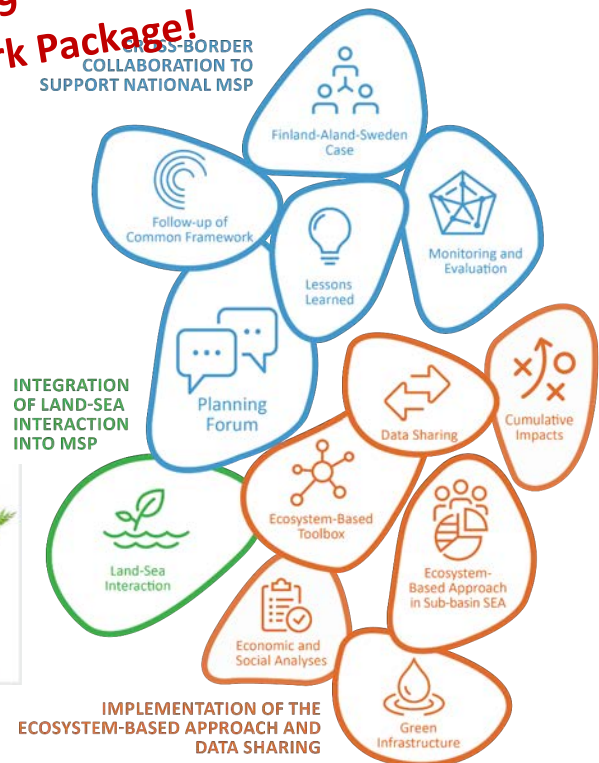 Package!
COLLABORATION TO
SUPPORT NATIONAL MSP
Finland-Aland-Sweden
Case
Follow-up of
Common Framework
Lessons
Learned
Monitoring and
Evaluation
Planning
Forum
INTEGRATION
OF LAND-SEA
INTERACTION
INTO MSP
Data Sharing
Cumulative
Impacts
Ecosystem-Based
Toolbox
Land-Sea
Interaction
Ecosystem-
Based Approach
in Sub-basin SEA
Economic and
Social Analyses
Green
Infrastructure
IMPLEMENTATION OF THE
ECOSYSTEM-BASED APPROACH AND
DATA SHARING